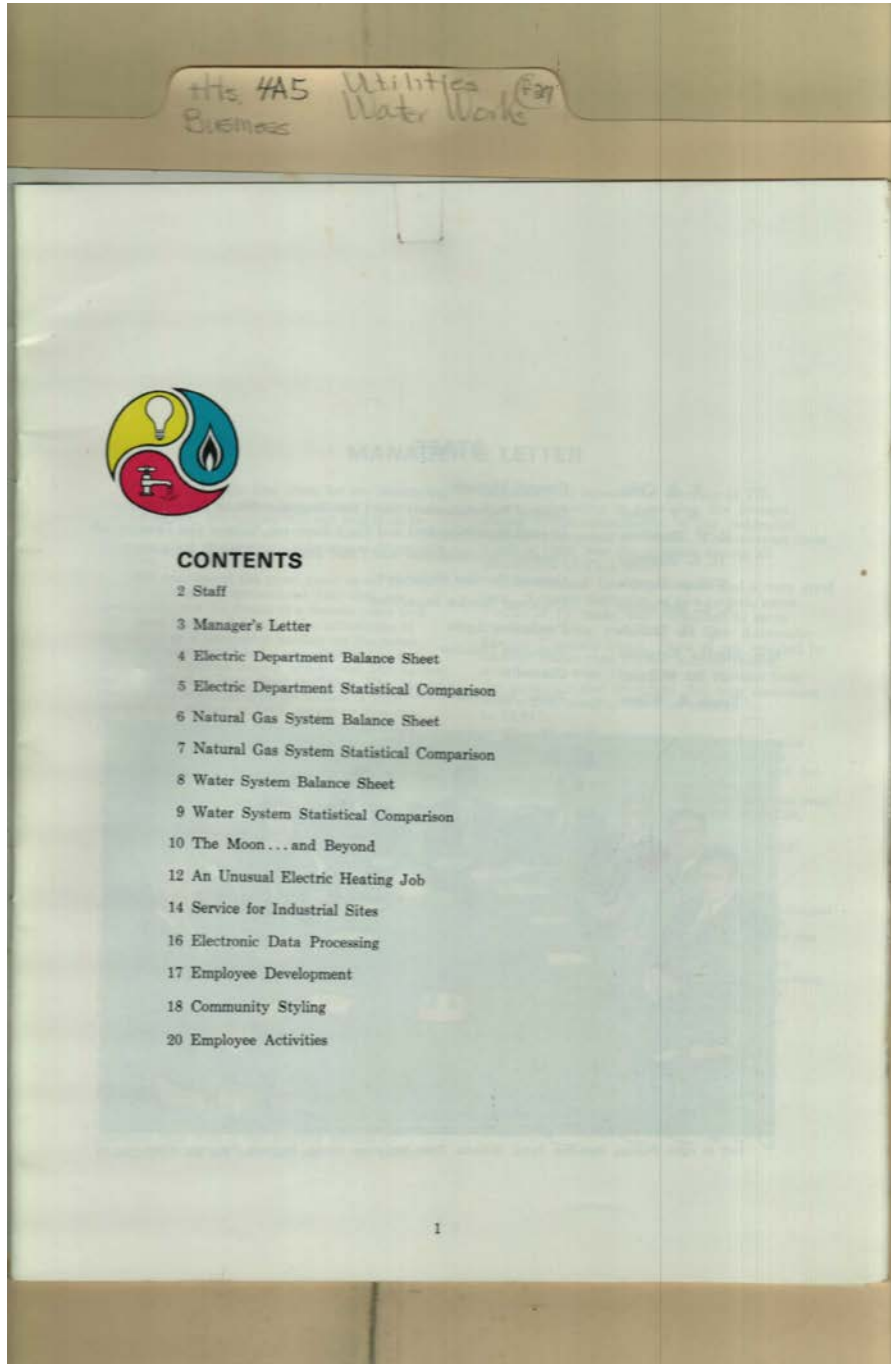 4A5 Utilities
Business Water Works
MANAGER'S LETTER
CONTENTS
2 Staff
3 Manager's Letter
4 Electric Department Balance Sheet
5 Electric Department Statistical Comparison
6 Natural Gas System Balance Sheet
7 Natural Gas System Statistical Comparison
8 Water System Balance Sheet
9 Water System Statistical Comparison
10 The Moon...and Beyond
12 An Unusual Electric Heating Job
14 Service for Industrial Sites
16 Electronic Data Processing
17 Employee Development
18 Community Styling
20 Employee Activities
1